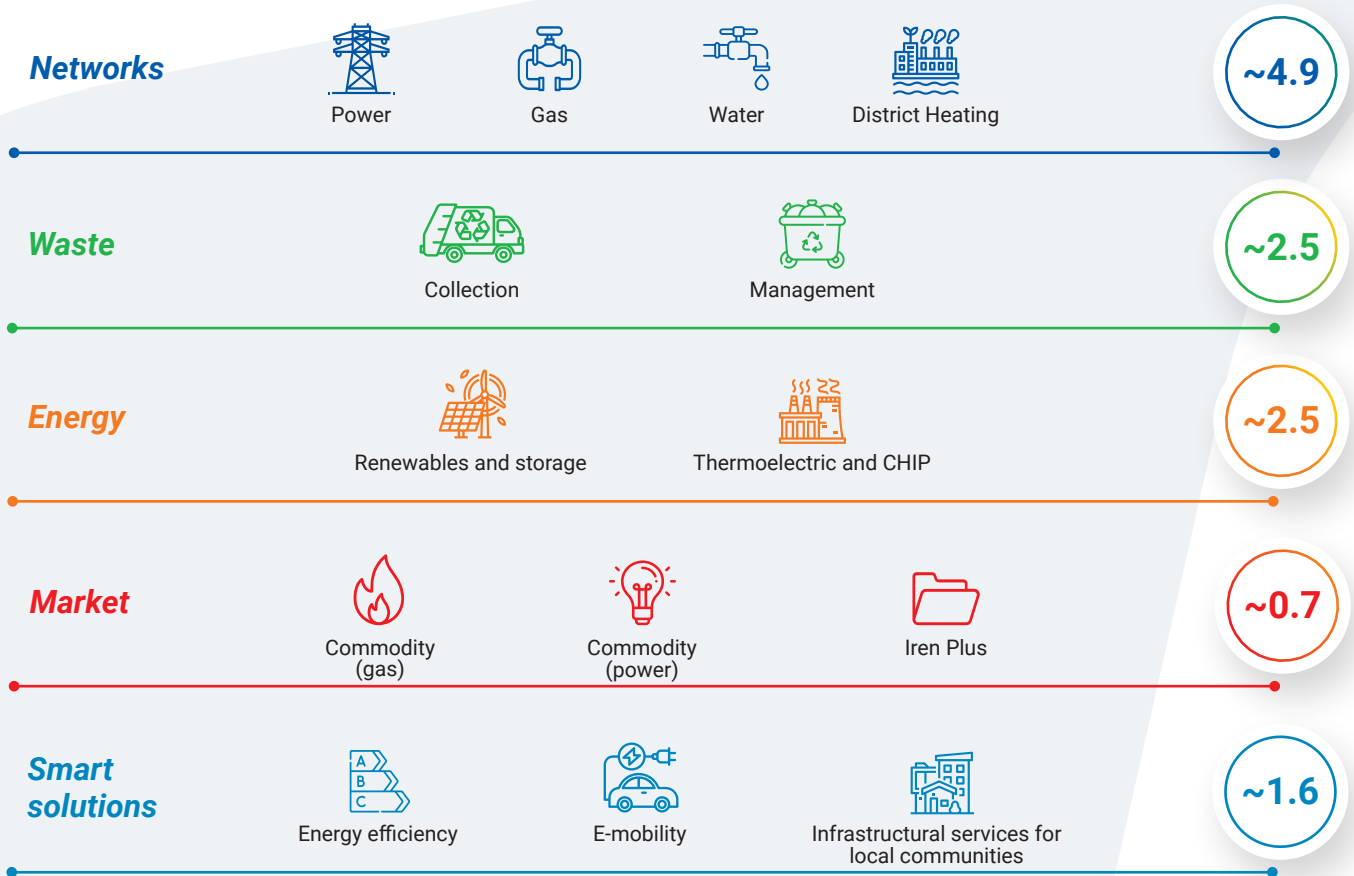 Networks
Power
Gas
Water
District Heating
~4.9
Waste
Collection
Management
~2.5
Energy
Renewables and storage
Thermoelectric and CHIP
~2.5
Market
Commodity
(gas)
Commodity
(power)
Iren Plus
~0.7
Smart
solutions
A
B
C
Energy efficiency
E-mobility
Infrastructural services for
local communities
~1.6